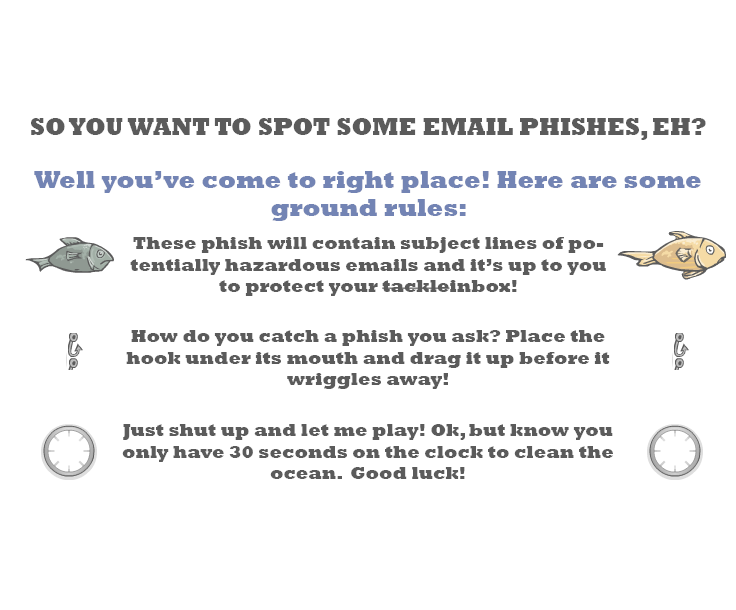 SO YOU WANT TO SPOT SOME EMAIL PHISHES, EH?
Well you've come to right place! Here are some
ground rules:
These phish will contain subject lines of po-
tentially hazardous emails and it's up to you
to protect your tackleinbox!
How do you catch a phish you ask? Place the
hook under its mouth and drag it up before it
wriggles away!
Just shut up and let me play! Ok, but know you
only have 30 seconds on the clock to clean the
ocean. Good luck!